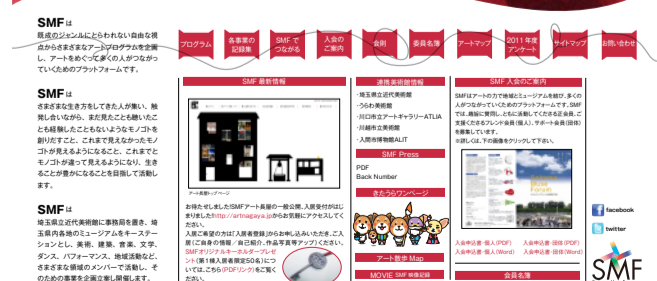 SMFは
既成のジャンルにとらわれない自由な視
点からさまざまなアートプログラムを企画
し、アートをめぐって多くの人がつながっ
ていくためのプラットフォームです。
SMFは
さまざまな生き方をしてきた人が集い、触
発し合いながら、まだ見たことも聴いたこ
とも経験したこともないようなモノゴトを
創りだすこと、これまで見えなかったモノ
ゴトが見えるようになること、これまでと
モノゴトが違って見えるようになり、生き
ることが豊かになることを目指して活動し
ます。
SMFは
埼玉県立近代美術館に事務局を置き、埼
玉県内各地のミュージアムをキーステー
ションとし、美術、建築、音楽、文学、
ダンス、パフォーマンス、地域活動など、
さまざまな領域のメンバーで活動し、そ
のための事業を企画立案し開催します。
プログラム
各事業の
記録集
SMFで
つながる
入会の
ご案内
会則
委員名簿
アートマップ
2011年度
アンケート
サイトマップ
お問い合わせ
SMF 最新情報
アート長屋トップページ
お待たせしましたSMFアート長屋の一般公開、入居受付がはじ
まりました!http://artnagaya.jpからお気軽にアクセスしてく
ださい。
入居ご希望の方は「入居者登録」からお申し込みいただき、ご入
居（ご自身の情報／自己紹介、作品写真等アップ）ください。
SMFオリジナルキーホルダープレゼ
ント（第1棟入居者限定50名）につ
いては、こちら(PDFリンク)をご覧く
ださい。
連携美術館情報
・埼玉県立近代美術館
・うらわ美術館
・川口市立アートギャラリーATLIA
・川越市立美術館
・入間市博物館ALIT
SMF Press
PDF
Back Number
きたうらワンページ
アート散歩 Map
MOVIE SMF 映像記録
SMF 入会のご案内
SMFはアートの力で地域とミュージアムを結び、多くの
人がつながっていくためのプラットフォームです。SMF
では、趣旨に賛同し、ともに活動してくださる正会員、ご
支援くださるフレンド会員（個人）、サポート会員（団体）
を募集しています。
※詳しくは、下の画像をクリックして下さい。
入会申込書・個人(PDF)
入会申込書・団体(PDF)
入会申込書・個人(Word)
入会申込書・団体(Word)
会員名簿
facebook
twitter
SMF